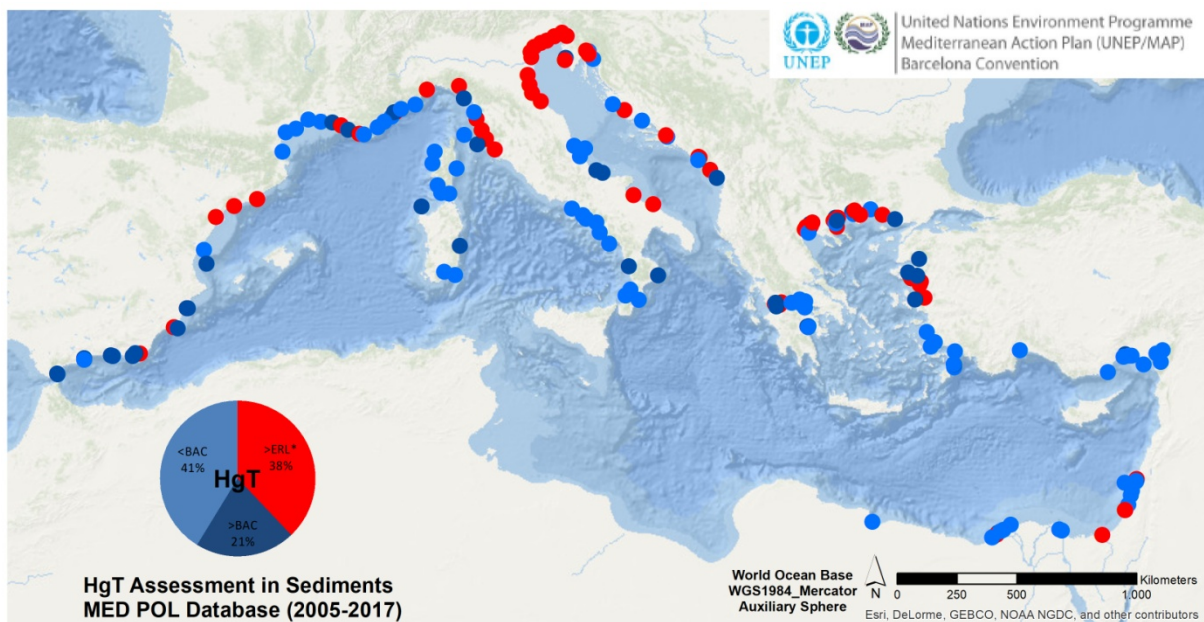 UNEP
MAP
United Nations Environment Programme
Mediterranean Action Plan (UNEP/MAP)
Barcelona Convention
<BAC
41%
>ERL*
38%
HgT
>BAC
21%
HgT Assessment in Sediments
MED POL Database (2005-2017)
World Ocean Base
WGS1984_Mercator
Auxiliary Sphere
N
Kilometers
0
250
500
1,000
Esri, DeLorme, GEBCO, NOAA NGDC, and other contributors